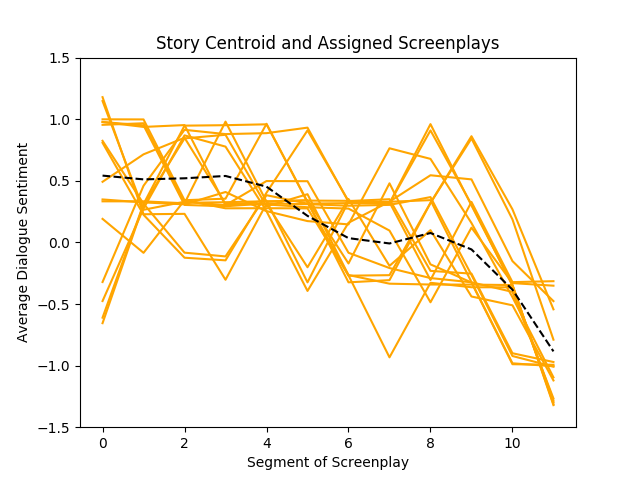 Story Centroid and Assigned Screenplays
1.5
1.0
0.5
0.0
−0.5
−1.0
−1.5
Average Dialogue Sentiment
0 2 4 6 8 10
Segment of Screenplay